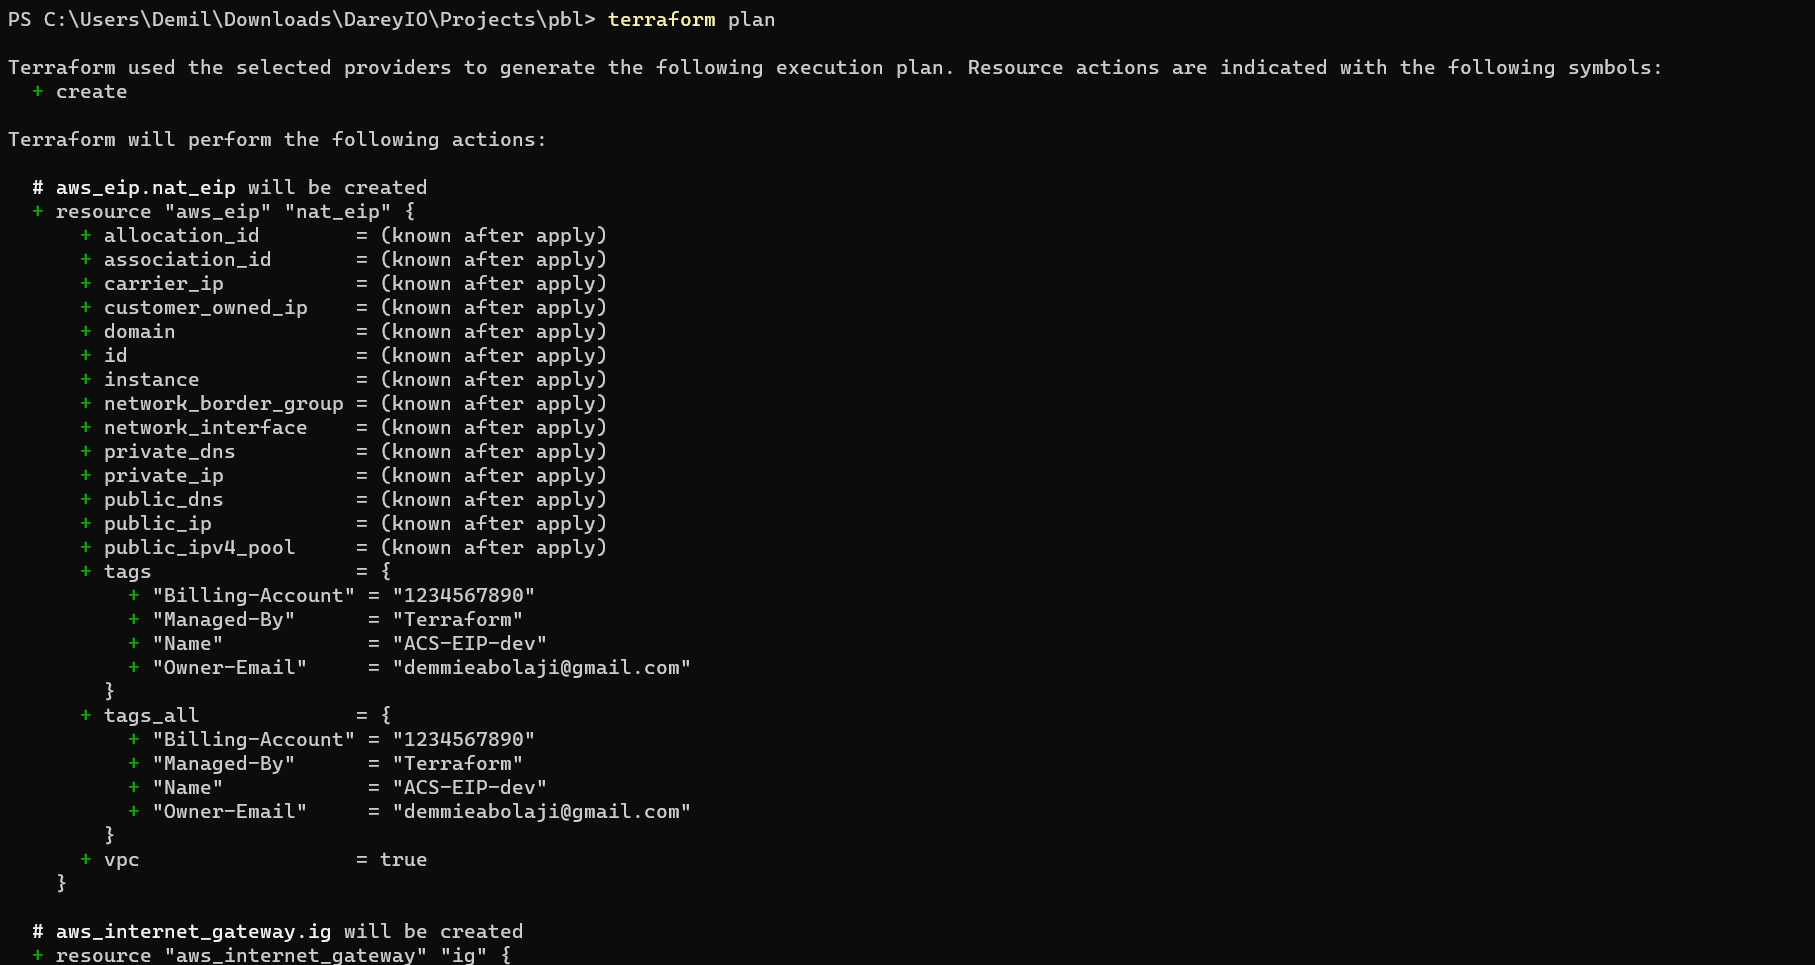 PS C:\Users\Demil\Downloads\DareyIO\Projects\pbl> terraform plan

Terraform used the selected providers to generate the following execution plan. Resource actions are indicated with the following symbols:
  + create

Terraform will perform the following actions:

  # aws_eip.nat_eip will be created
  + resource "aws_eip" "nat_eip" {
      + allocation_id        = (known after apply)
      + association_id       = (known after apply)
      + carrier_ip           = (known after apply)
      + customer_owned_ip    = (known after apply)
      + domain               = (known after apply)
      + id                   = (known after apply)
      + instance             = (known after apply)
      + network_border_group = (known after apply)
      + network_interface    = (known after apply)
      + private_dns          = (known after apply)
      + private_ip           = (known after apply)
      + public_dns           = (known after apply)
      + public_ip            = (known after apply)
      + public_ipv4_pool     = (known after apply)
      + tags                 = {
          + "Billing-Account" = "1234567890"
          + "Managed-By"      = "Terraform"
          + "Name"            = "ACS-EIP-dev"
          + "Owner-Email"     = "demmieabolaji@gmail.com"
        }
      + tags_all             = {
          + "Billing-Account" = "1234567890"
          + "Managed-By"      = "Terraform"
          + "Name"            = "ACS-EIP-dev"
          + "Owner-Email"     = "demmieabolaji@gmail.com"
        }
      + vpc                  = true
    }

  # aws_internet_gateway.ig will be created
  + resource "aws_internet_gateway" "ig" {